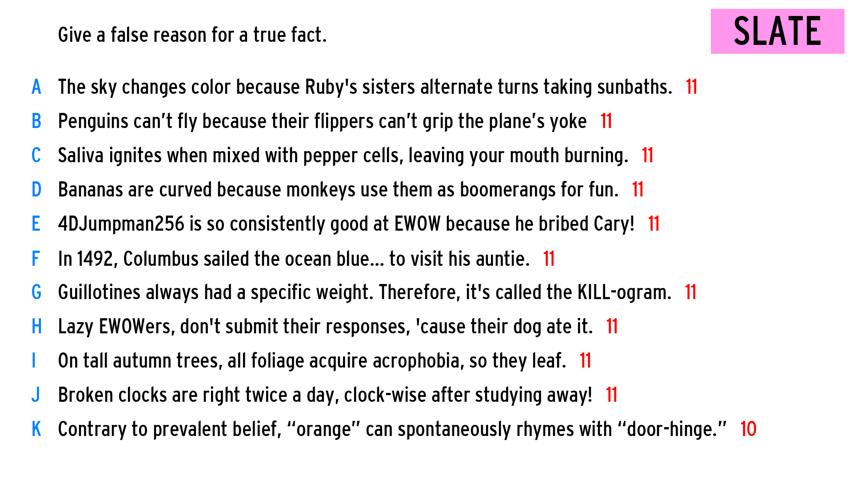 Give a false reason for a true fact.
SLATE
A The sky changes color because Ruby's sisters alternate turns taking sunbaths. 11
B Penguins can’t fly because their flippers can’t grip the plane’s yoke 11
C Saliva ignites when mixed with pepper cells, leaving your mouth burning. 11
D Bananas are curved because monkeys use them as boomerangs for fun. 11
E 4DJumpman256 is so consistently good at EWOW because he bribed Cary! 11
F In 1492, Columbus sailed the ocean blue... to visit his auntie. 11
G Guillotines always had a specific weight. Therefore, it's called the KILL-ogram. 11
H Lazy EWOWers, don't submit their responses, 'cause their dog ate it. 11
I On tall autumn trees, all foliage acquire acrophobia, so they leaf. 11
J Broken clocks are right twice a day, clock-wise after studying away! 11
K Contrary to prevalent belief, “orange” can spontaneously rhymes with “door-hinge.” 10